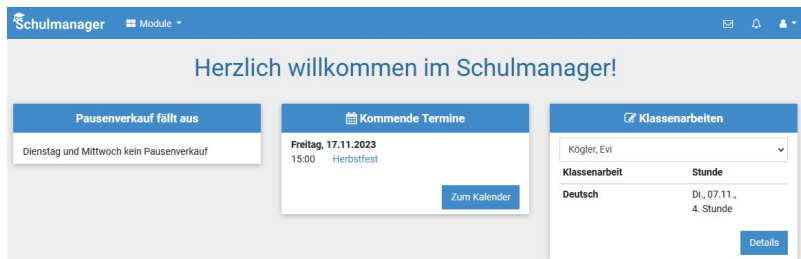 Schulmanager
Module
Herzlich willkommen im Schulmanager!
Pausenverkauf fällt aus
Dienstag und Mittwoch kein Pausenverkauf
Kommende Termine
Freitag, 17.11.2023
15:00 Herbstfest
Zum Kalender
Klassenarbeiten
Kögler, Evi
Klassenarbeit Stunde
Deutsch Di., 07.11.,
4. Stunde
Details